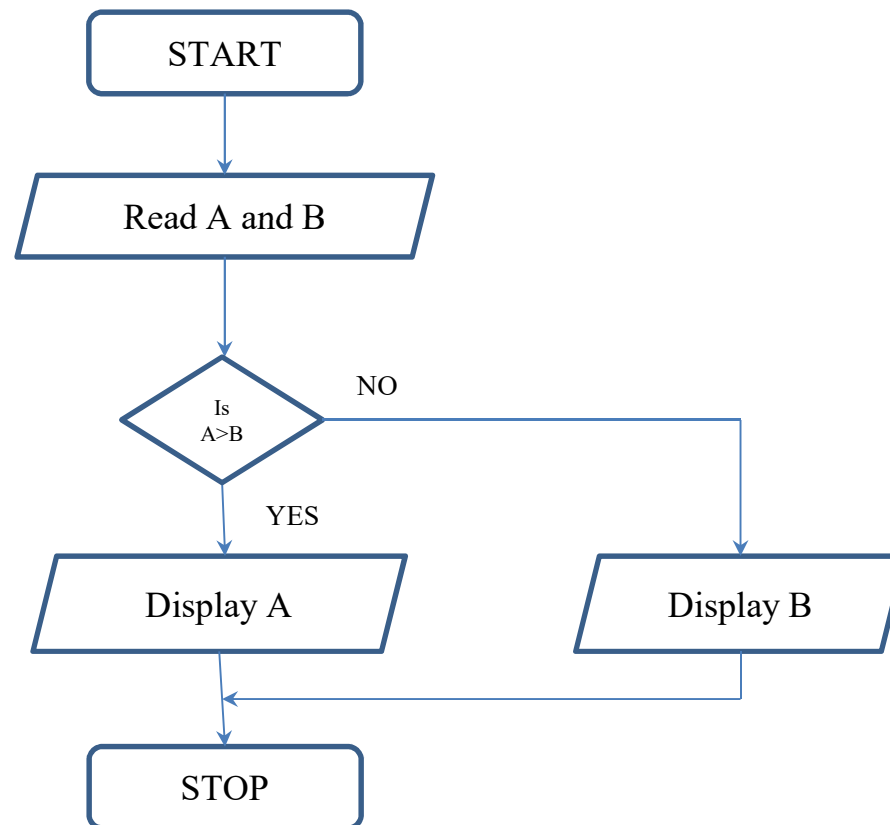 START
Read A and B
Is
A>B
NO
YES
Display A
Display B
STOP